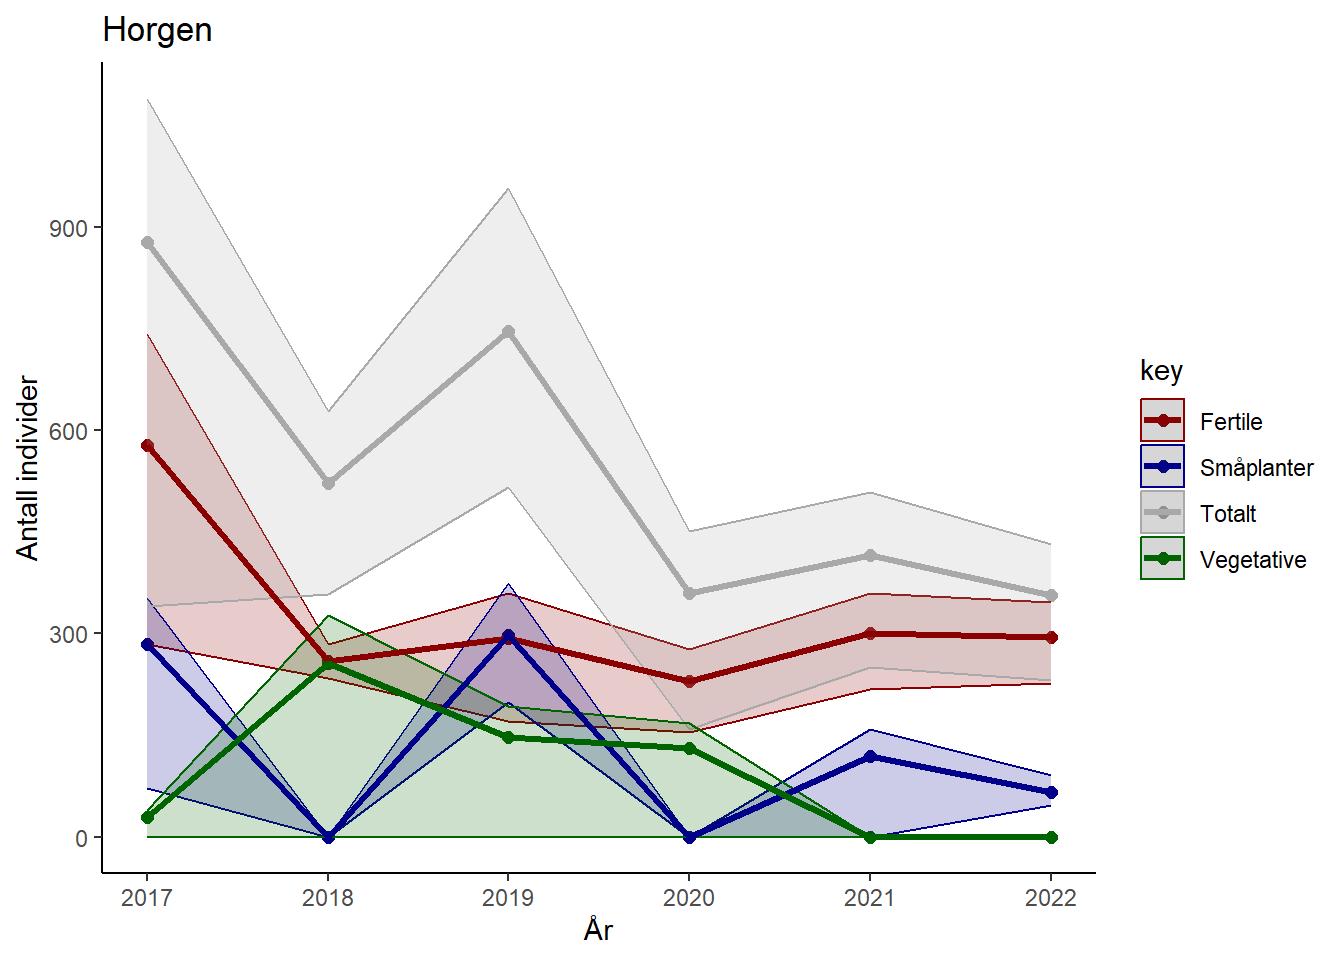 Horgen
Antall individer
900
600
300
0
2017 2018 2019 2020 2021 2022
År
key
Fertile
Småplanter
Totalt
Vegetative